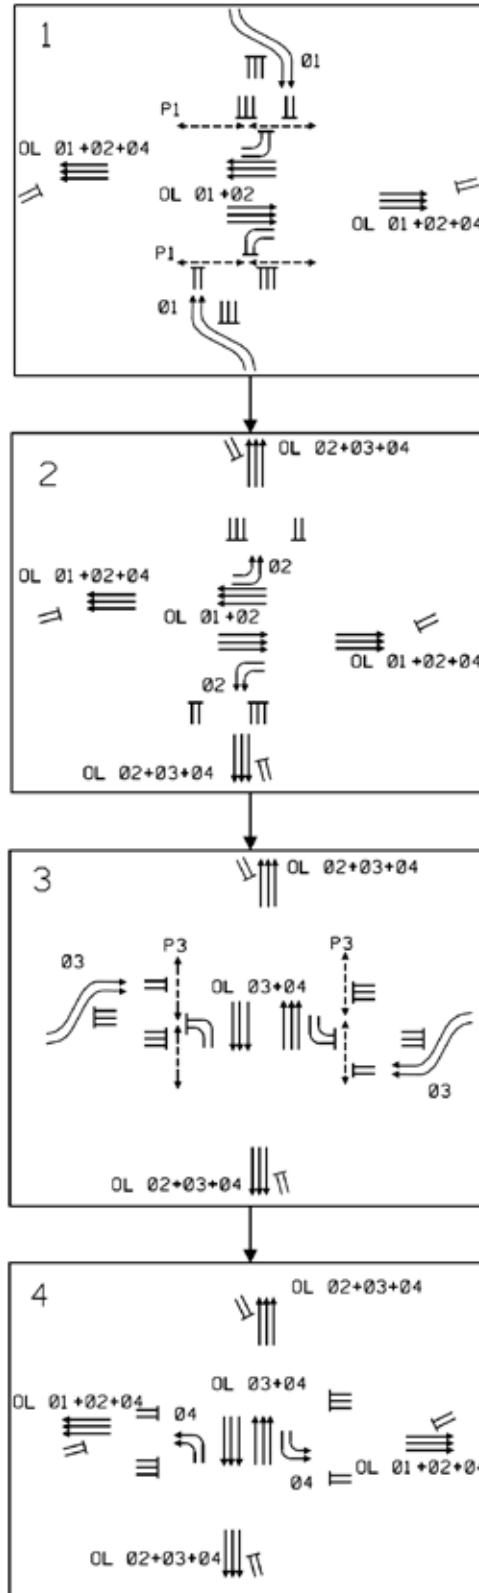 1
Ø1
P1
OL Ø1+Ø2+Ø4
OL Ø1+Ø2
OL Ø1+Ø2+Ø4
P1
Ø1
2
OL Ø2+Ø3+Ø4
Ø2
OL Ø1+Ø2+Ø4
OL Ø1+Ø2
OL Ø1+Ø2+Ø4
Ø2
OL Ø2+Ø3+Ø4
3
OL Ø2+Ø3+Ø4
P3
P3
Ø3
OL Ø3+Ø4
Ø3
OL Ø2+Ø3+Ø4
4
OL Ø2+Ø3+Ø4
OL Ø3+Ø4
OL Ø1+Ø2+Ø4
Ø4
OL Ø1+Ø2+Ø4
Ø4
OL Ø2+Ø3+Ø4